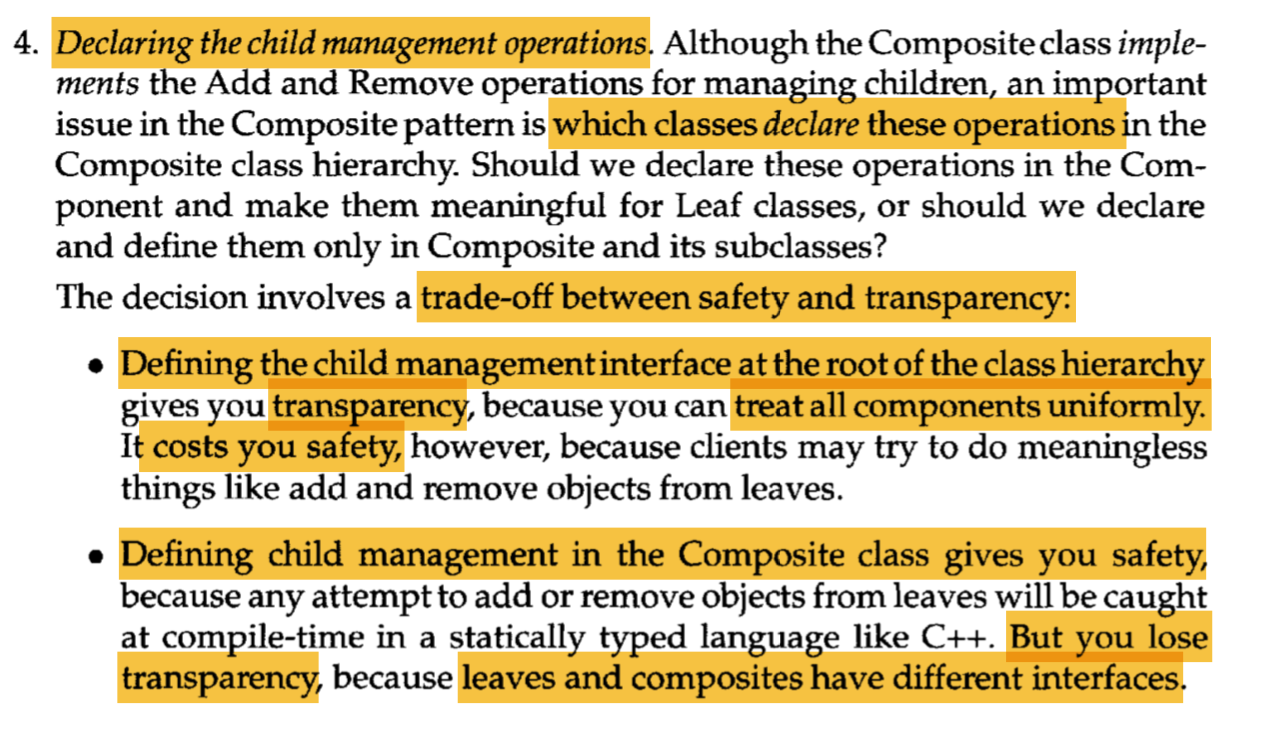 4. Declaring the child management operations. Although the Composite class imple-
ments the Add and Remove operations for managing children, an important
issue in the Composite pattern is which classes declare these operations in the
Composite class hierarchy. Should we declare these operations in the Com-
ponent and make them meaningful for Leaf classes, or should we declare
and define them only in Composite and its subclasses?
The decision involves a trade-off between safety and transparency:
• Defining the child management interface at the root of the class hierarchy
gives you transparency, because you can treat all components uniformly.
It costs you safety, however, because clients may try to do meaningless
things like add and remove objects from leaves.
• Defining child management in the Composite class gives you safety,
because any attempt to add or remove objects from leaves will be caught
at compile-time in a statically typed language like C++. But you lose
transparency, because leaves and composites have different interfaces.